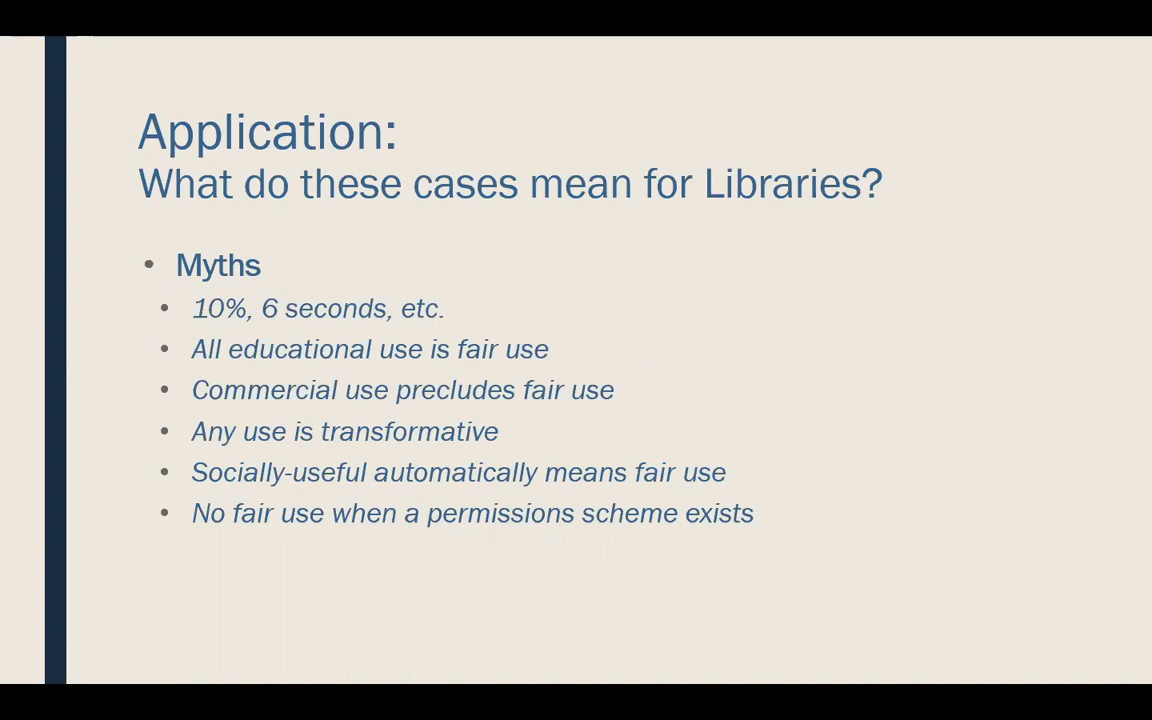 Application:
What do these cases mean for Libraries?
• Myths
• 10%, 6 seconds, etc.
• All educational use is fair use
• Commercial use precludes fair use
• Any use is transformative
• Socially-useful automatically means fair use
• No fair use when a permissions scheme exists